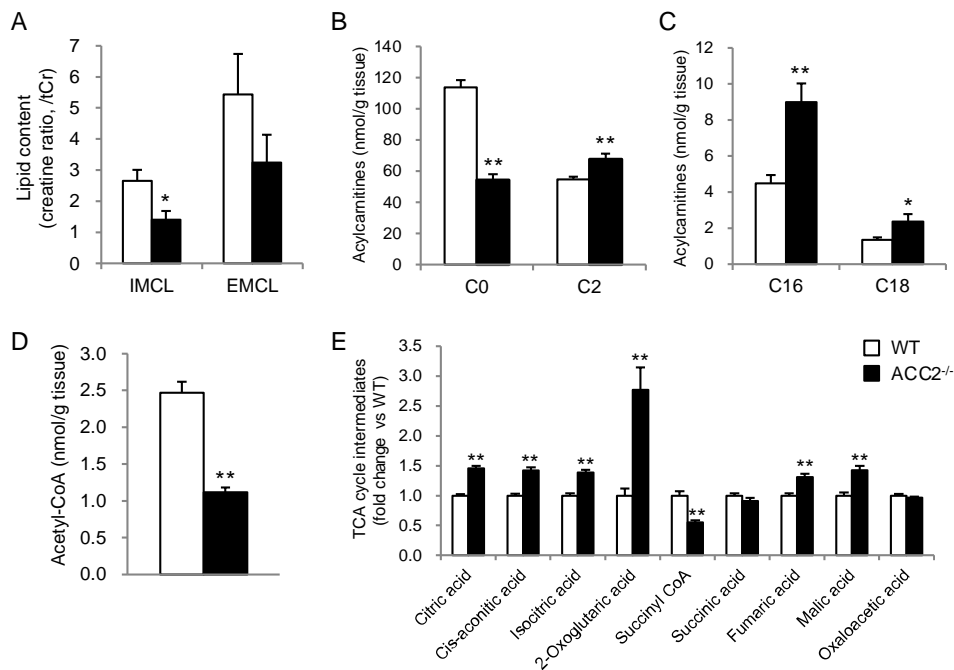 A
Lipid content
(creatine ratio, /tCr)
7
6
5
4
3
2
1
0
*
IMCL
EMCL
B
Acylcarnitines (nmol/g tissue)
140
120
100
80
60
40
20
0
**
**
C0
C2
C
Acylcarnitines (nmol/g tissue)
12
10
8
6
4
2
0
**
*
C16
C18
D
Acetyl-CoA (nmol/g tissue)
3.0
2.5
2.0
1.5
1.0
0.5
0.0
**
E
TCA cycle intermediates
(fold change vs WT)
3.5
3.0
2.5
2.0
1.5
1.0
0.5
0.0
**
**
**
**
**
**
**
WT
ACC2-/-
Citric acid
Cis-aconitic acid
Isocitric acid
2-Oxoglutaric acid
Succinyl CoA
Succinic acid
Fumaric acid
Malic acid
Oxaloacetic acid